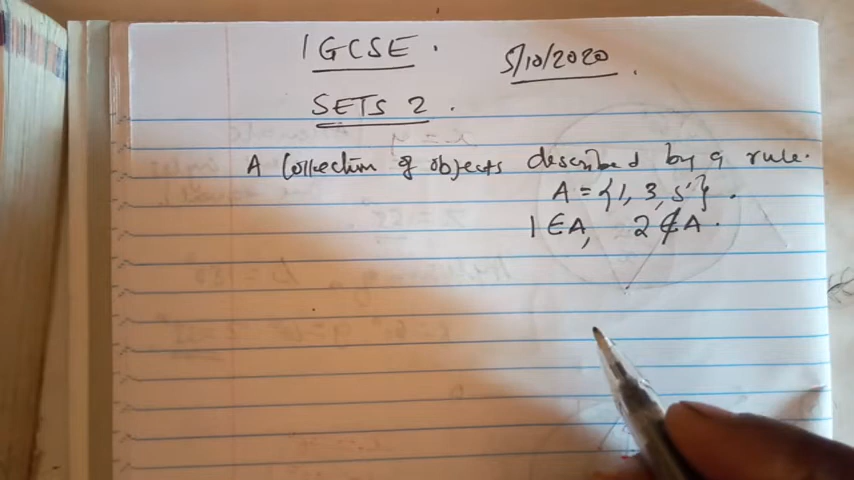 IGCSE.
5/10/2020.
SETS 2.
A Collection of objects described by a rule.
A = {1, 3, 5}.
1 ∈ A, 2 ∉ A.